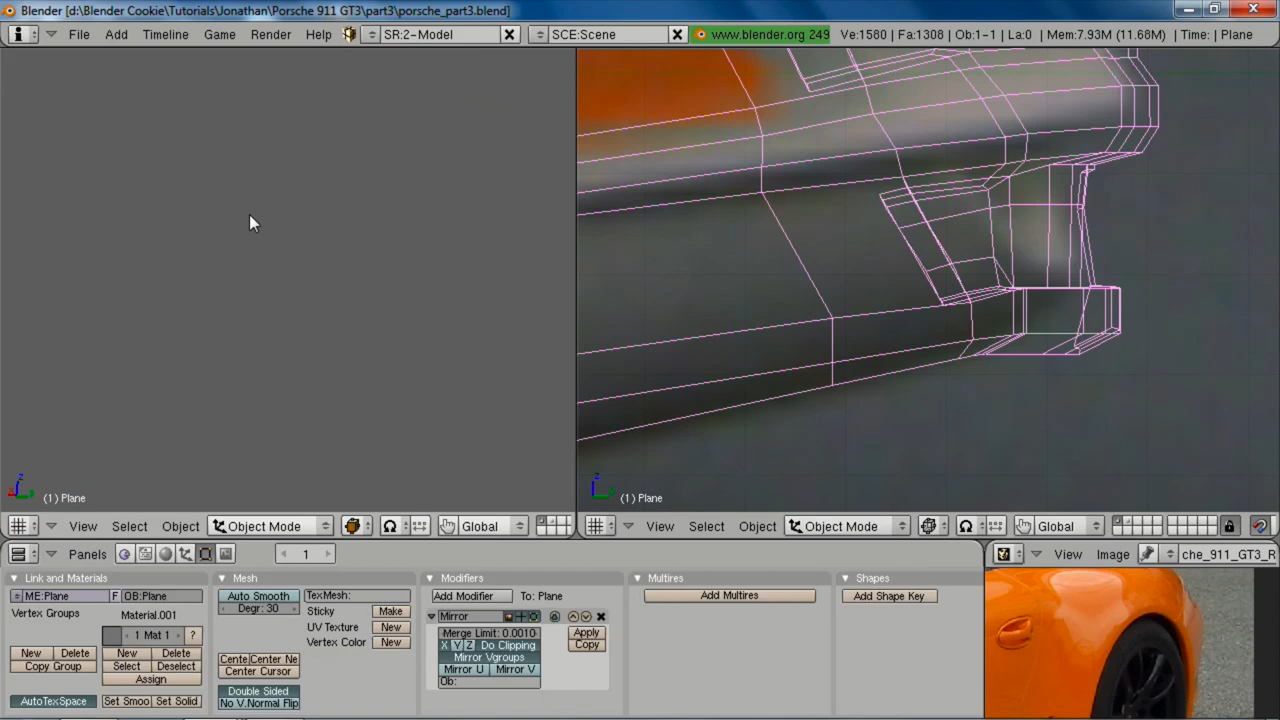 Blender [d:\Blender Cookie\Tutorials\Jonathan\Porsche 911 GT3\part3\porsche_part3.blend]
File Add Timeline Game Render Help SR:2-Model SCE:Scene www.blender.org 249 Ve:1580 | Fa:1308 | Ob:1-1 | La:0 | Mem:7.93M (11.68M) | Time: | Plane
z x (1) Plane
z (1) Plane
View Select Object Object Mode Global
View Select Object Object Mode Global
Panels 1
View Image che_911_GT3_R
Link and Materials
ME:Plane F OB:Plane
Vertex Groups Material.001
1 Mat 1 ?
New Delete New Delete
Copy Group Select Deselect
Assign
AutoTexSpace Set Smoo Set Solid
Mesh
Auto Smooth TexMesh:
Degr: 30 Sticky Make
UV Texture New
Vertex Color New
Cente Center Ne
Center Cursor
Double Sided
No V.Normal Flip
Modifiers
Add Modifier To: Plane
Mirror
Merge Limit: 0.0010 Apply
X Y Z Do Clipping Copy
Mirror Vgroups
Mirror U Mirror V
Ob:
Multires
Add Multires
Shapes
Add Shape Key